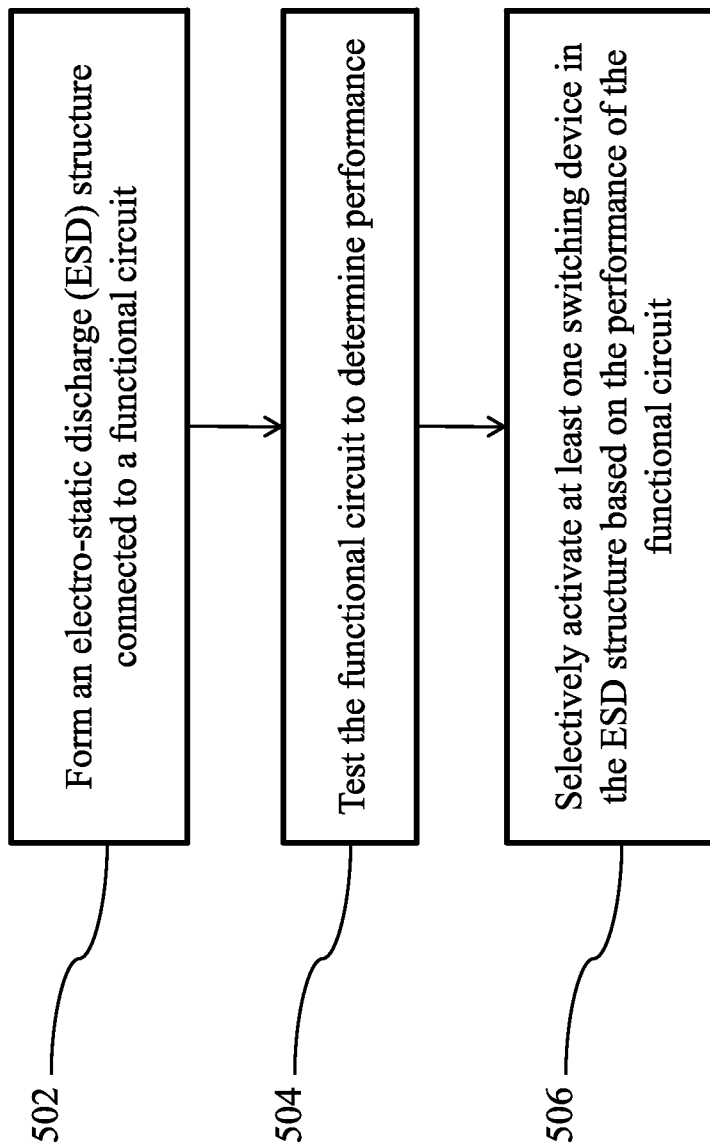 502
Form an electro-static discharge (ESD) structure
connected to a functional circuit
504
Test the functional circuit to determine performance
506
Selectively activate at least one switching device in
the ESD structure based on the performance of the
functional circuit